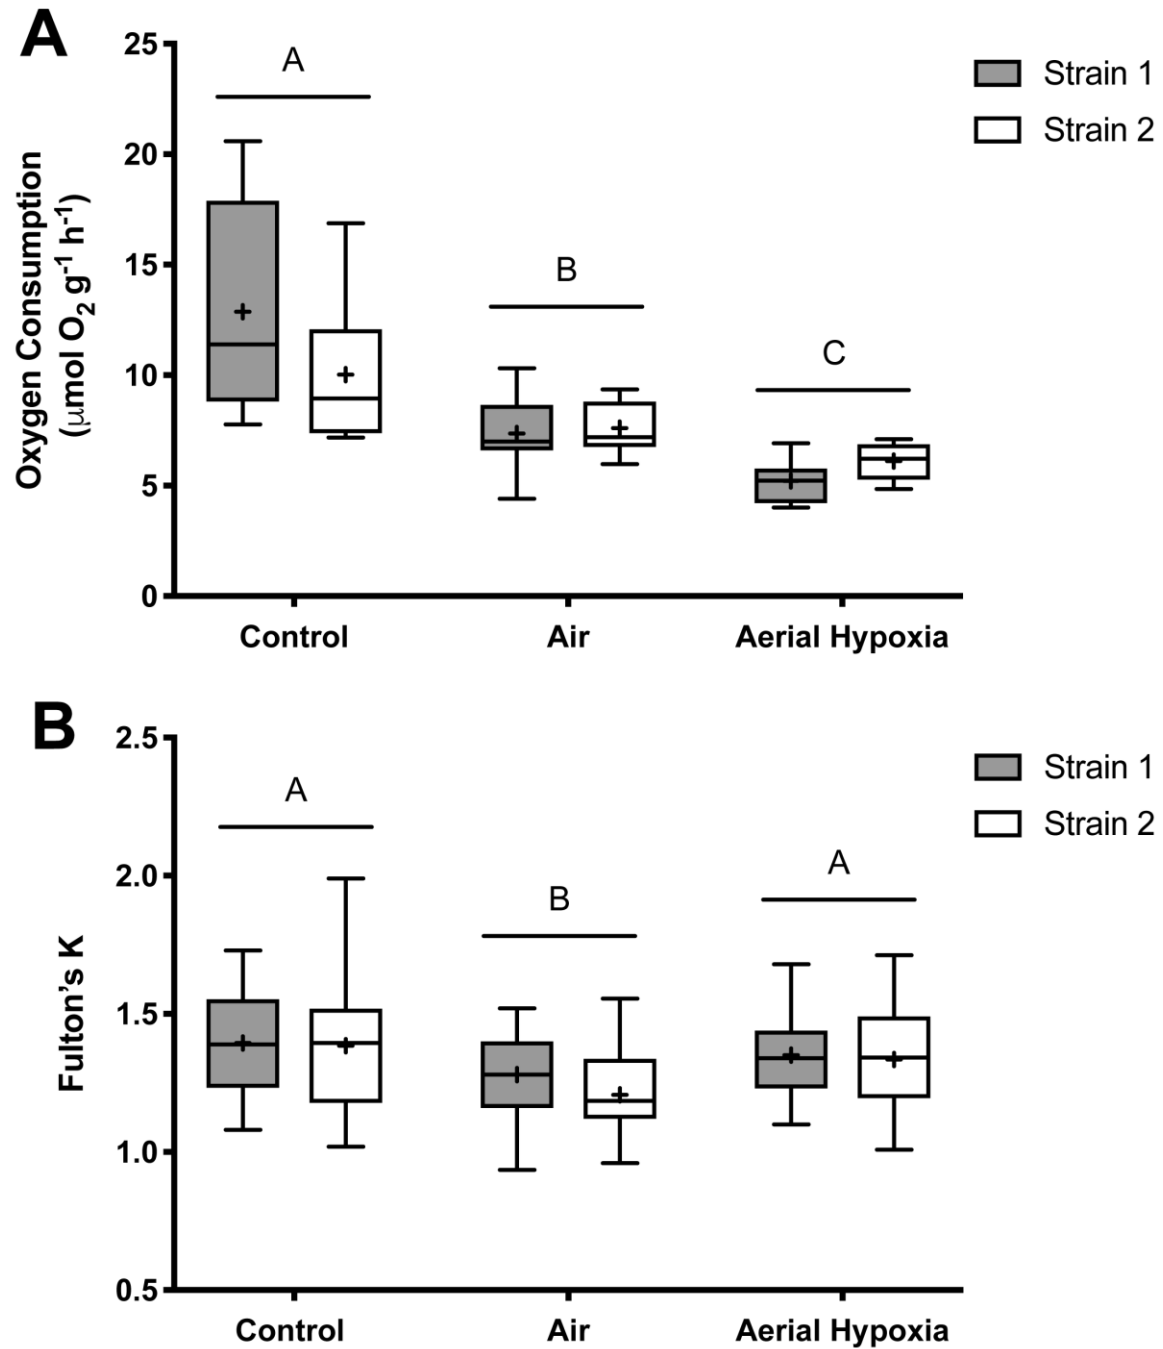 A
25
20
15
10
5
0
Oxygen Consumption
(μmol O₂ g⁻¹ h⁻¹)
A
B
C
Strain 1
Strain 2
Control
Air
Aerial Hypoxia
B
2.5
2.0
1.5
1.0
0.5
Fulton’s K
A
B
A
Strain 1
Strain 2
Control
Air
Aerial Hypoxia